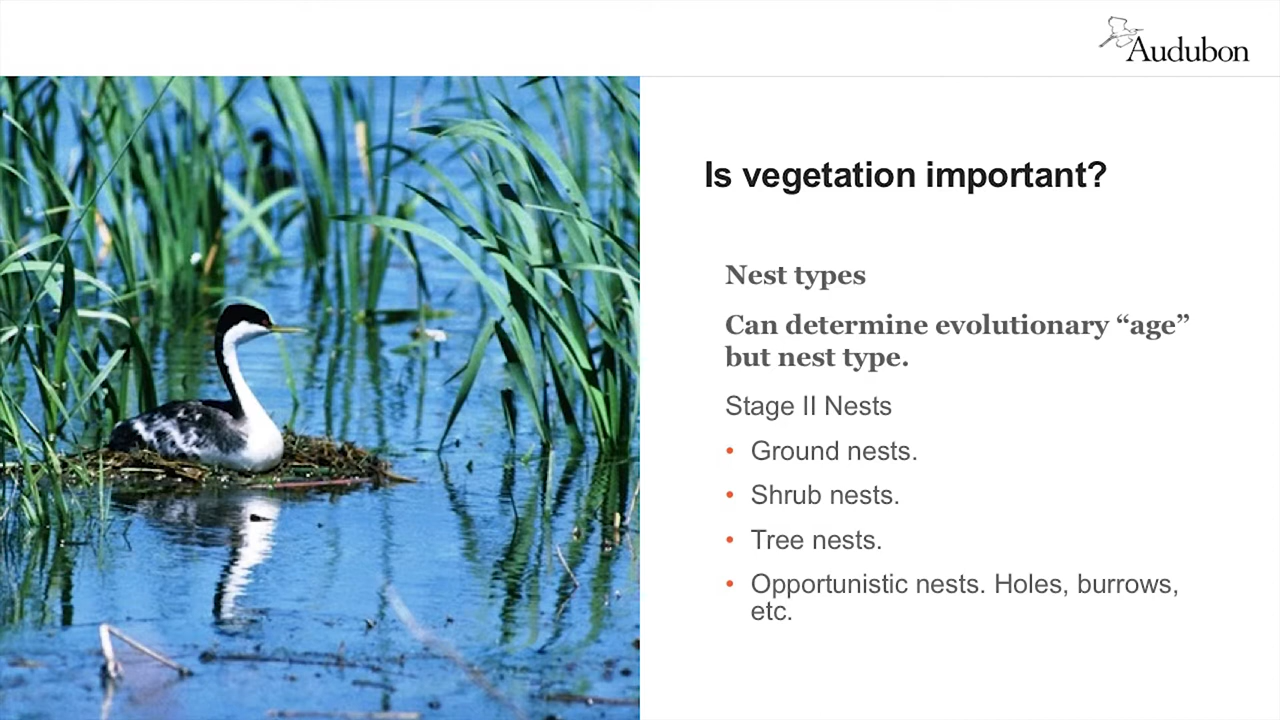 Audubon
Is vegetation important?
Nest types
Can determine evolutionary “age”
but nest type.
Stage II Nests
• Ground nests.
• Shrub nests.
• Tree nests.
• Opportunistic nests. Holes, burrows,
etc.